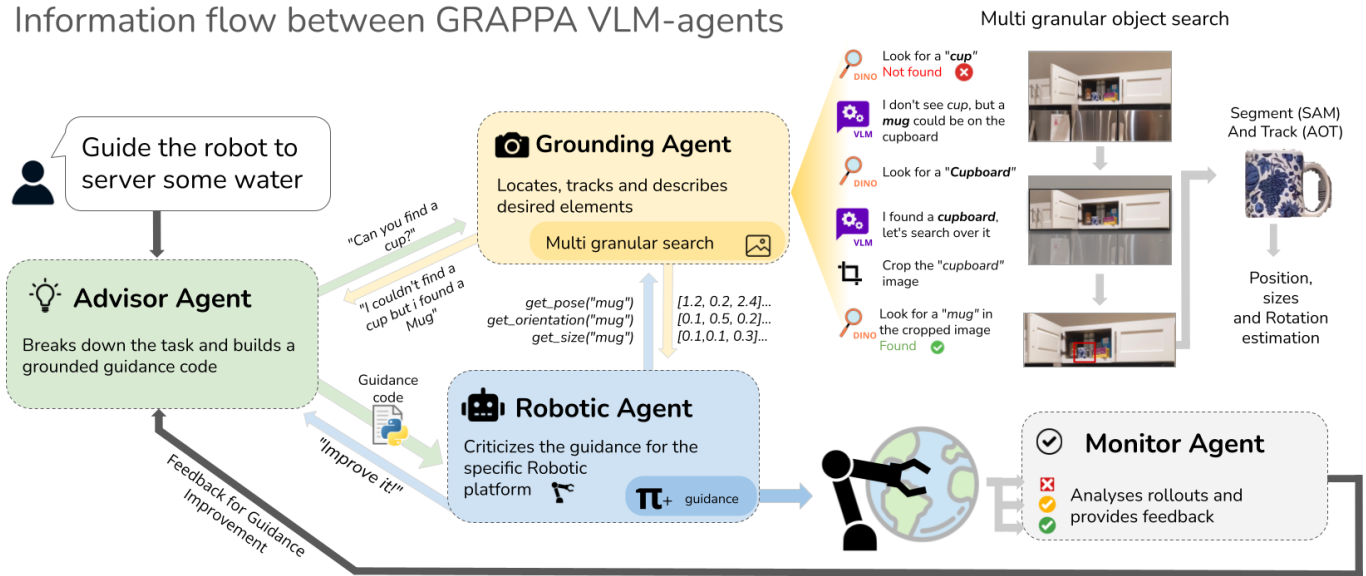 Information flow between GRAPPA VLM-agents
Multi granular object search
Guide the robot to
server some water
Advisor Agent
Breaks down the task and builds a
grounded guidance code
"Can you find a
cup?"
"I couldn't find a
cup but i found a
Mug"
Grounding Agent
Locates, tracks and describes
desired elements
Multi granular search
get_pose("mug")
get_orientation("mug")
get_size("mug")
[1.2, 0.2, 2.4]...
[0.1, 0.5, 0.2]...
[0.1,0.1, 0.3]...
Guidance
code
"Improve it!"
Robotic Agent
Criticizes the guidance for the
specific Robotic
platform
π+ guidance
DINO
Look for a "cup"
Not found
VLM
I don't see cup, but a
mug could be on the
cupboard
DINO
Look for a "Cupboard"
VLM
I found a cupboard,
let's search over it
Crop the "cupboard"
image
DINO
Look for a "mug" in
the cropped image
Found
Segment (SAM)
And Track (AOT)
Position,
sizes
and Rotation
estimation
Monitor Agent
Analyses rollouts and
provides feedback
Feedback for Guidance
Improvement